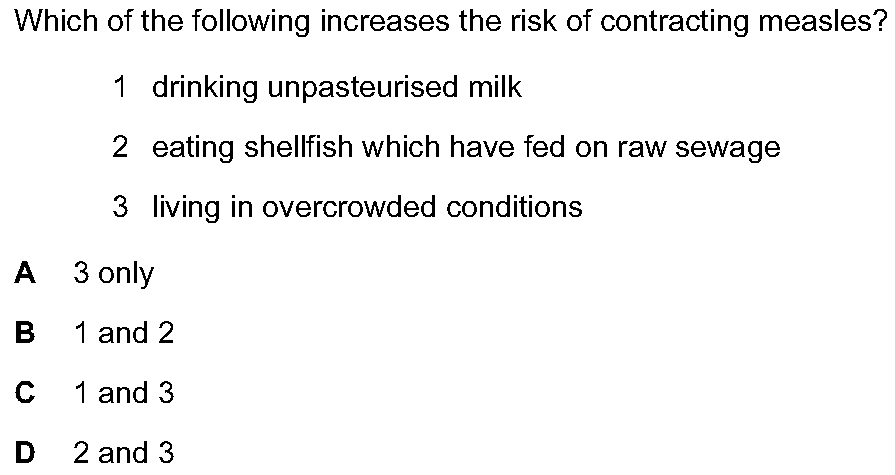 Which of the following increases the risk of contracting measles?
1 drinking unpasteurised milk
2 eating shellfish which have fed on raw sewage
3 living in overcrowded conditions
A 3 only
B 1 and 2
C 1 and 3
D 2 and 3